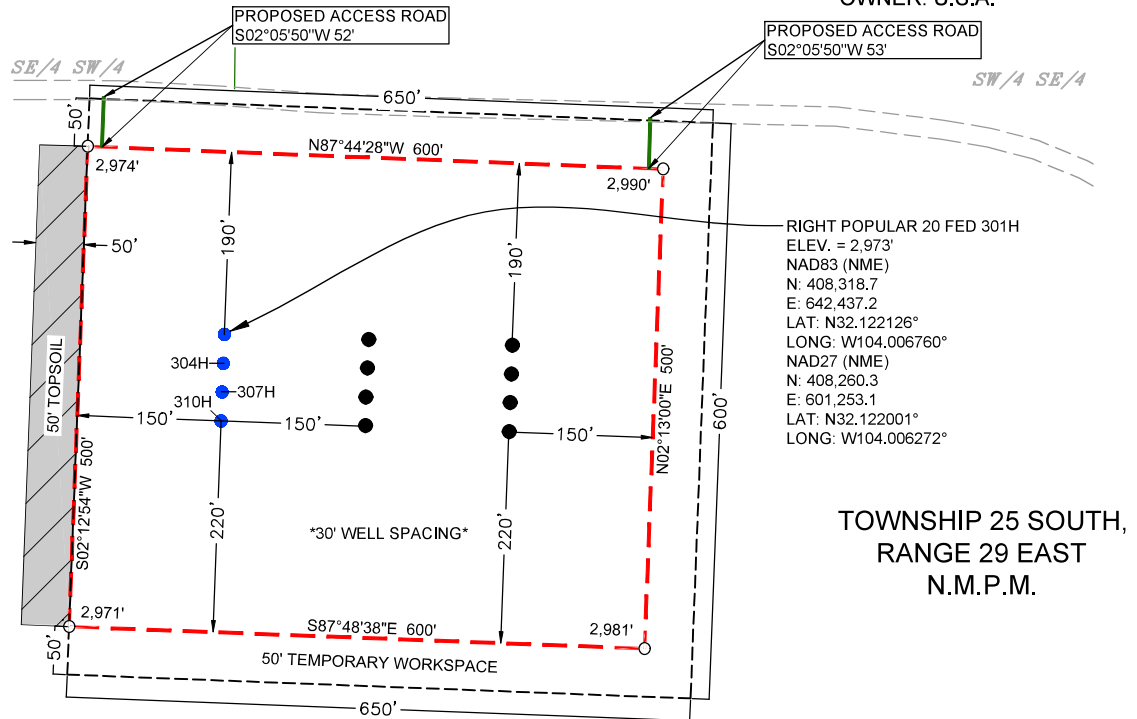 OWNER: U.S.A.
PROPOSED ACCESS ROAD
S02°05'50"W 52'
PROPOSED ACCESS ROAD
S02°05'50"W 53'
SE/4 SW/4
SW/4 SE/4
650'
50'
N87°44'28"W 600'
2,974'
2,990'
50'
190'
190'
RIGHT POPULAR 20 FED 301H
ELEV. = 2,973'
NAD83 (NME)
N: 408,318.7
E: 642,437.2
LAT: N32.122126°
LONG: W104.006760°
NAD27 (NME)
N: 408,260.3
E: 601,253.1
LAT: N32.122001°
LONG: W104.006272°
304H
307H
310H
50' TOPSOIL
150'
150'
150'
N02°13'00"E 500'
600'
S02°12'54"W 500'
220'
220'
*30' WELL SPACING*
TOWNSHIP 25 SOUTH,
RANGE 29 EAST
N.M.P.M.
2,971'
S87°48'38"E 600'
2,981'
50'
50' TEMPORARY WORKSPACE
650'